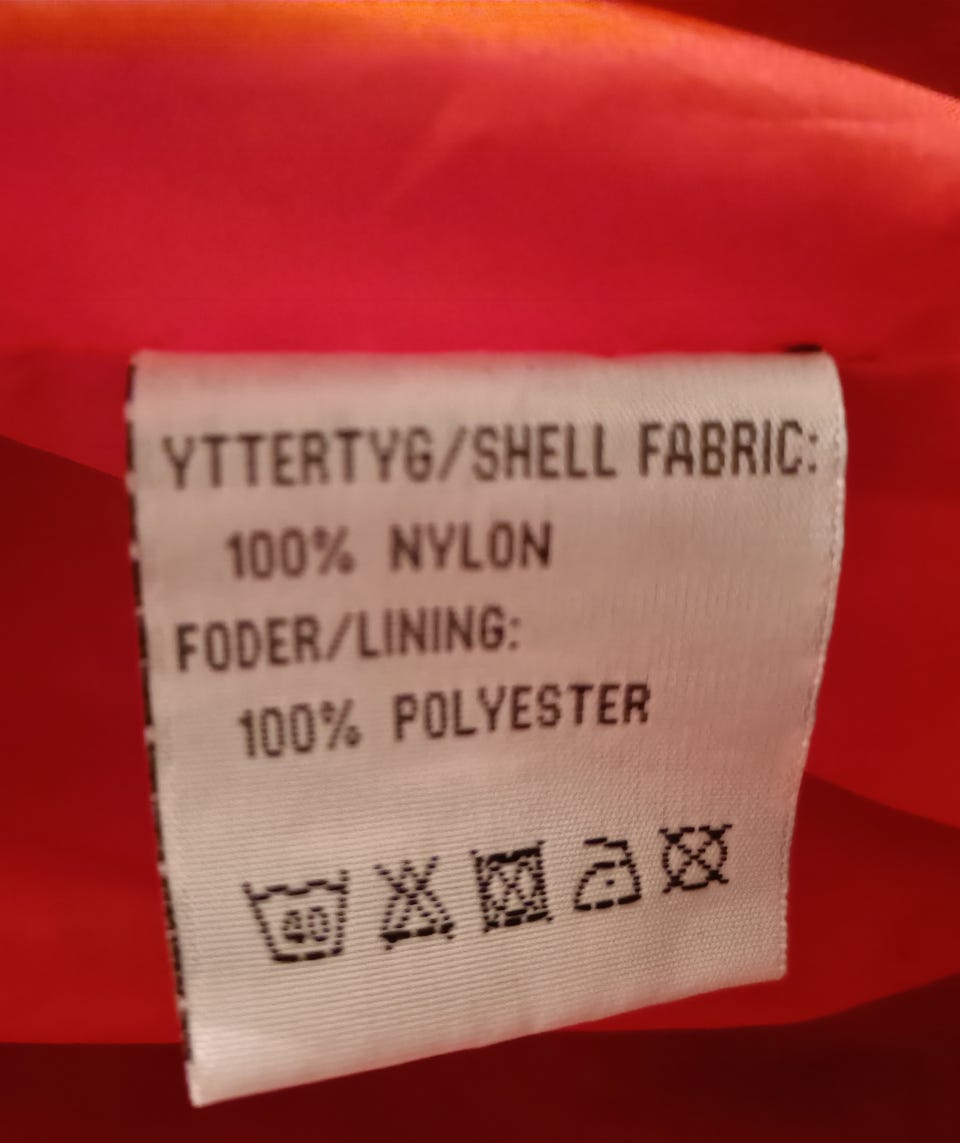 YTTERTYG/SHELL FABRIC:
100% NYLON
FODER/LINING:
100% POLYESTER
40